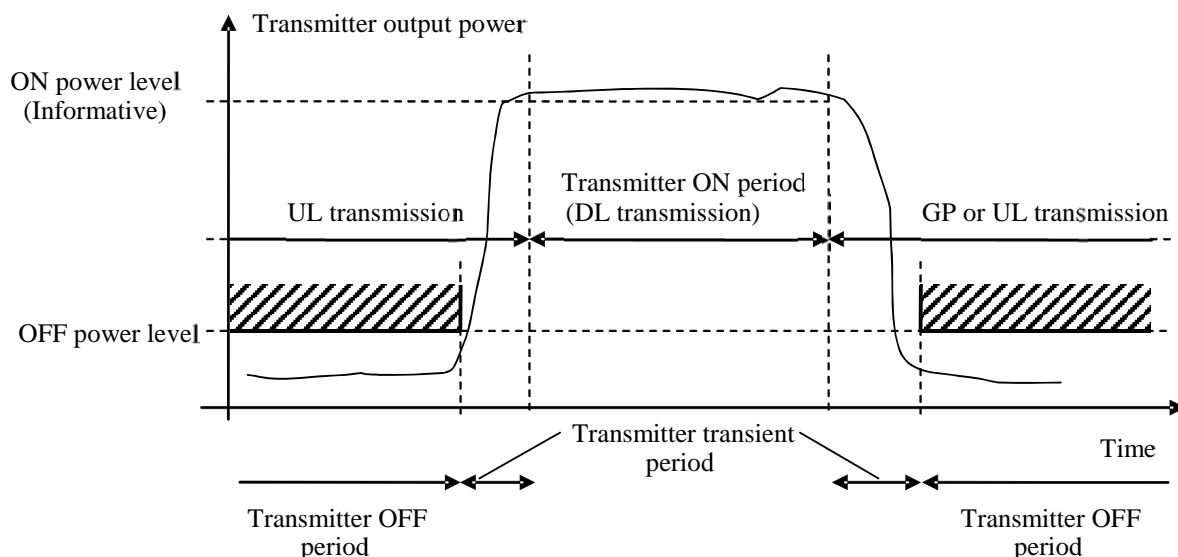 Transmitter output power
ON power level
(Informative)
Transmitter ON period
(DL transmission)
UL transmission
GP or UL transmission
OFF power level
Transmitter transient
period
Time
Transmitter OFF
period
Transmitter OFF
period